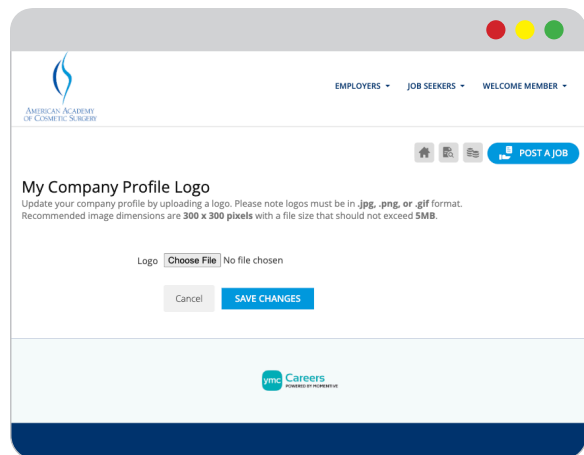 AMERICAN ACADEMY
OF COSMETIC SURGERY
EMPLOYERS
JOB SEEKERS
WELCOME MEMBER
POST A JOB
My Company Profile Logo
Update your company profile by uploading a logo. Please note logos must be in .jpg, .png, or .gif format.
Recommended image dimensions are 300 x 300 pixels with a file size that should not exceed 5MB.
Logo Choose File No file chosen
Cancel SAVE CHANGES
ymc Careers
POWERED BY MOMENTIVE